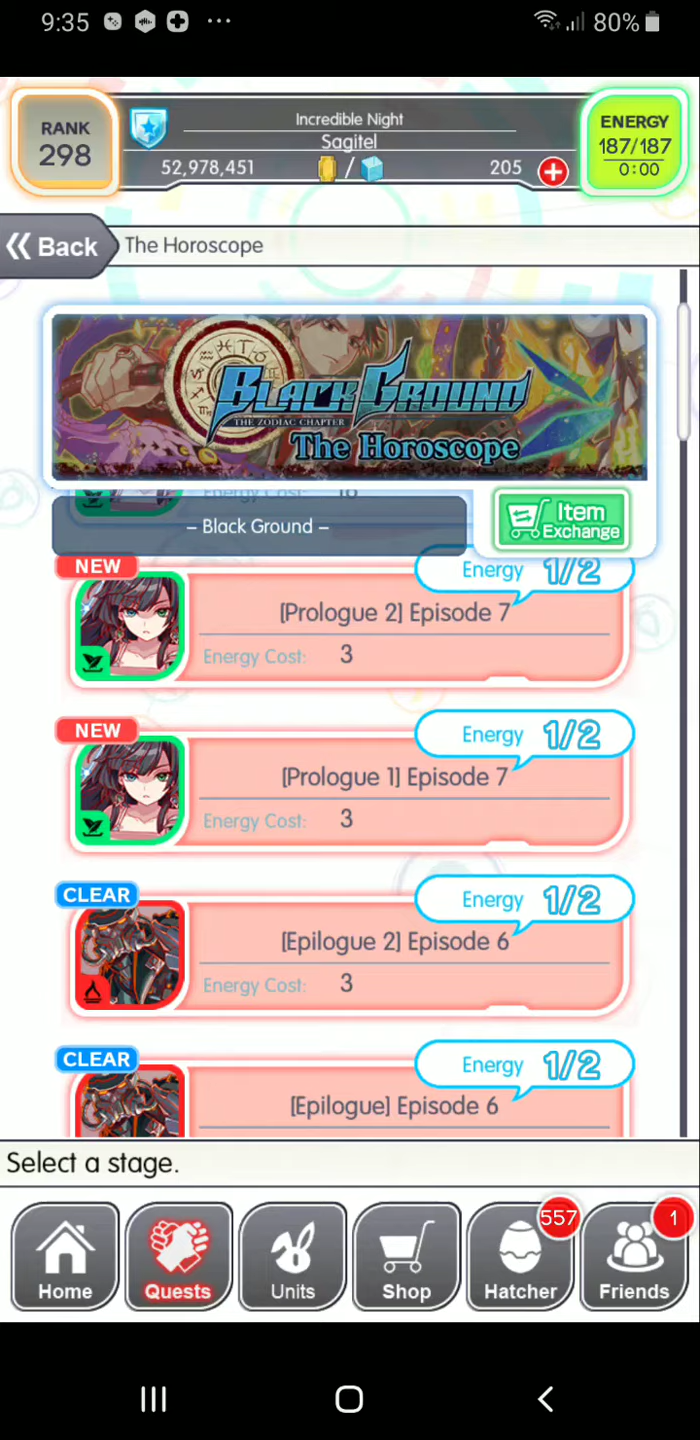 9:35
80%
RANK
298
Incredible Night
Sagitel
52,978,451 / 205
ENERGY
187/187
0:00
Back
The Horoscope
BLACK GROUND
THE ZODIAC CHAPTER
The Horoscope
Energy Cost: 10
– Black Ground –
Item
Exchange
NEW
Energy 1/2
[Prologue 2] Episode 7
Energy Cost: 3
NEW
Energy 1/2
[Prologue 1] Episode 7
Energy Cost: 3
CLEAR
Energy 1/2
[Epilogue 2] Episode 6
Energy Cost: 3
CLEAR
Energy 1/2
[Epilogue] Episode 6
Select a stage.
557
1
Home
Quests
Units
Shop
Hatcher
Friends